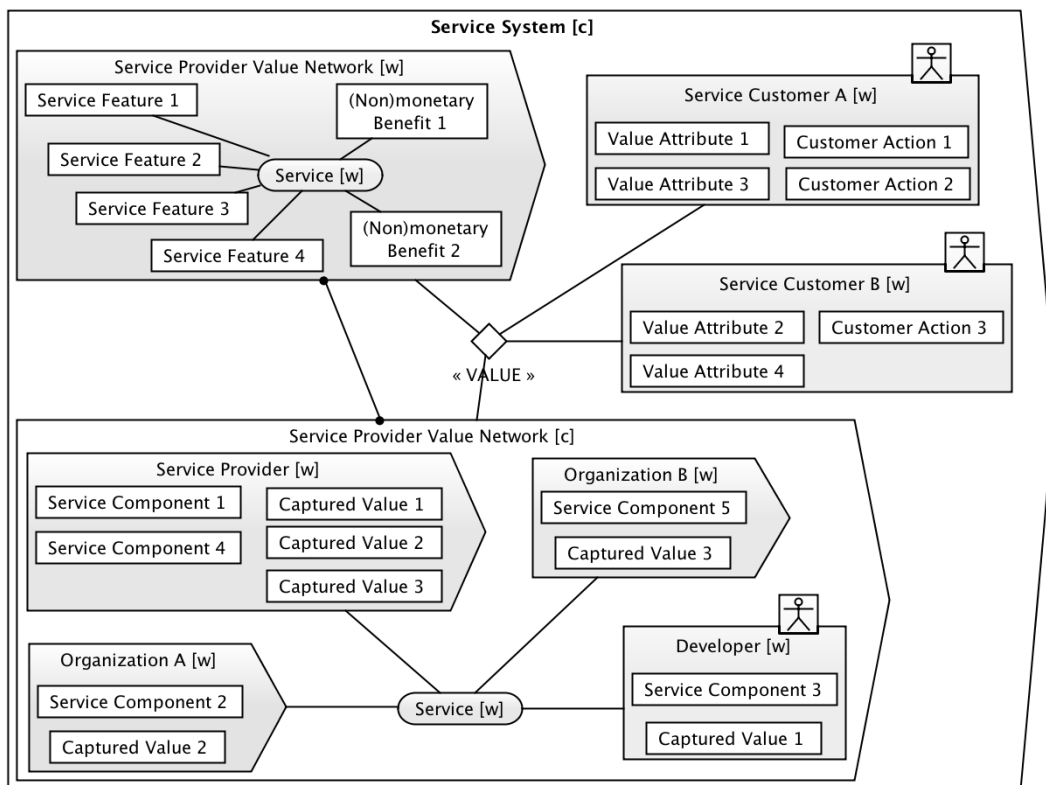 Service System [c]
Service Provider Value Network [w]
Service Feature 1
(Non)monetary
Benefit 1
Service Feature 2
Service [w]
Service Feature 3
(Non)monetary
Benefit 2
Service Feature 4
Service Customer A [w]
Value Attribute 1
Customer Action 1
Value Attribute 3
Customer Action 2
Service Customer B [w]
Value Attribute 2
Customer Action 3
Value Attribute 4
« VALUE »
Service Provider Value Network [c]
Service Provider [w]
Service Component 1
Captured Value 1
Service Component 4
Captured Value 2
Captured Value 3
Organization B [w]
Service Component 5
Captured Value 3
Organization A [w]
Service Component 2
Captured Value 2
Service [w]
Developer [w]
Service Component 3
Captured Value 1